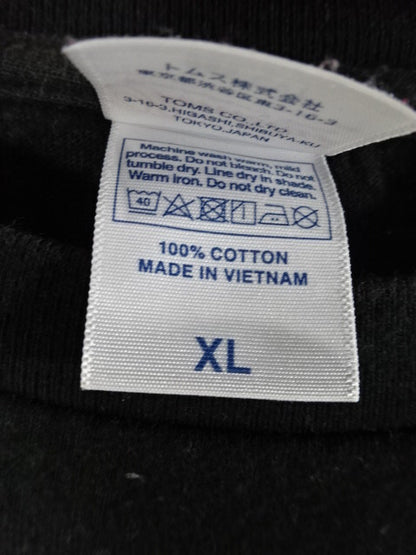 トムス株式会社
東京都渋谷区東3-16-3
TOMS CO.,LTD.
3-16-3.HIGASHI.SHIBUYA-KU
TOKYO.JAPAN
Machine wash warm, mild
process. Do not bleach. Do not
tumble dry. Line dry in shade.
Warm iron. Do not dry clean.
40
100% COTTON
MADE IN VIETNAM
XL